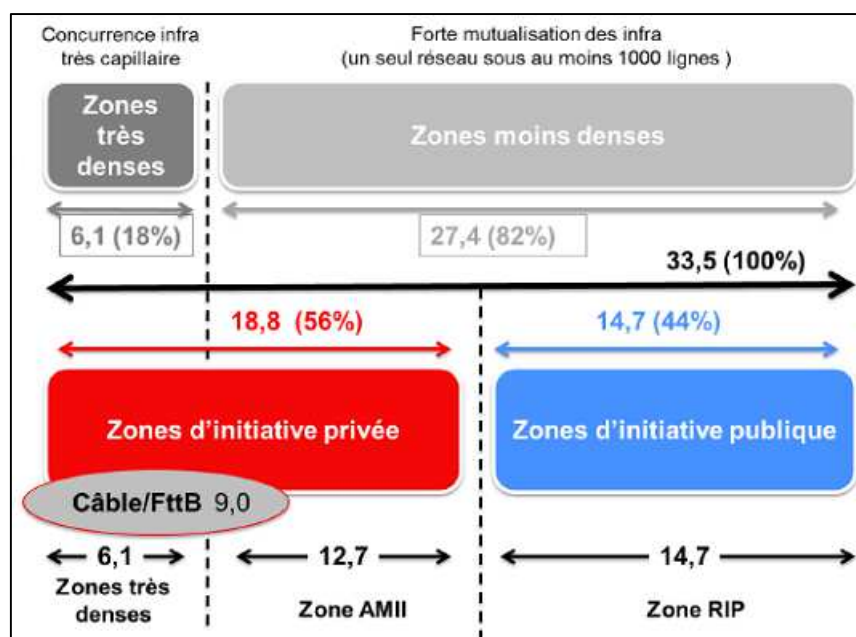 Concurrence infra
très capillaire
Forte mutualisation des infra
(un seul réseau sous au moins 1000 lignes )
Zones
très
denses
Zones moins denses
6,1 (18%)
27,4 (82%)
33,5 (100%)
18,8 (56%)
14,7 (44%)
Zones d'initiative privée
Zones d'initiative publique
Câble/FttB 9,0
6,1
12,7
14,7
Zones très
denses
Zone AMII
Zone RIP